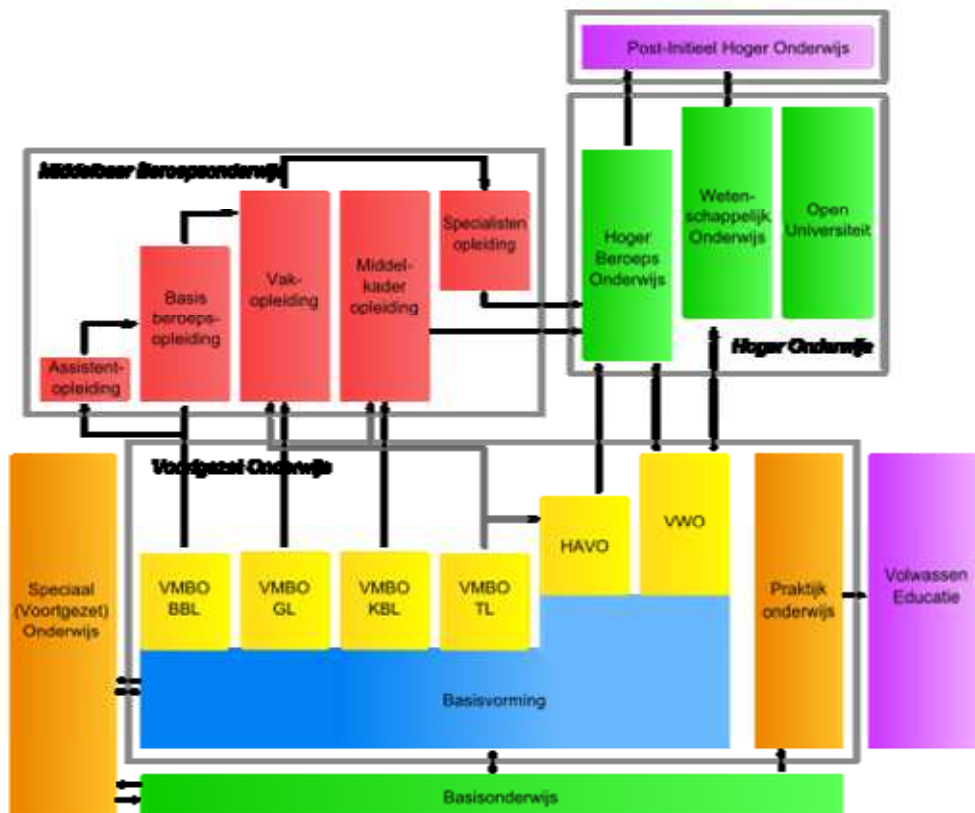 Post-Initieel Hoger Onderwijs
Middelbaar Beroepsonderwijs
Assistent-
opleiding
Basis
beroeps-
opleiding
Vak-
opleiding
Middel-
kader
opleiding
Specialisten
opleiding
Hoger
Beroeps
Onderwijs
Weten-
schappelijk
Onderwijs
Open
Universiteit
Hoger Onderwijs
Voortgezet Onderwijs
Speciaal
(Voortgezet)
Onderwijs
VMBO
BBL
VMBO
GL
VMBO
KBL
VMBO
TL
HAVO
VWO
Praktijk
onderwijs
Volwassen
Educatie
Basisvorming
Basisonderwijs